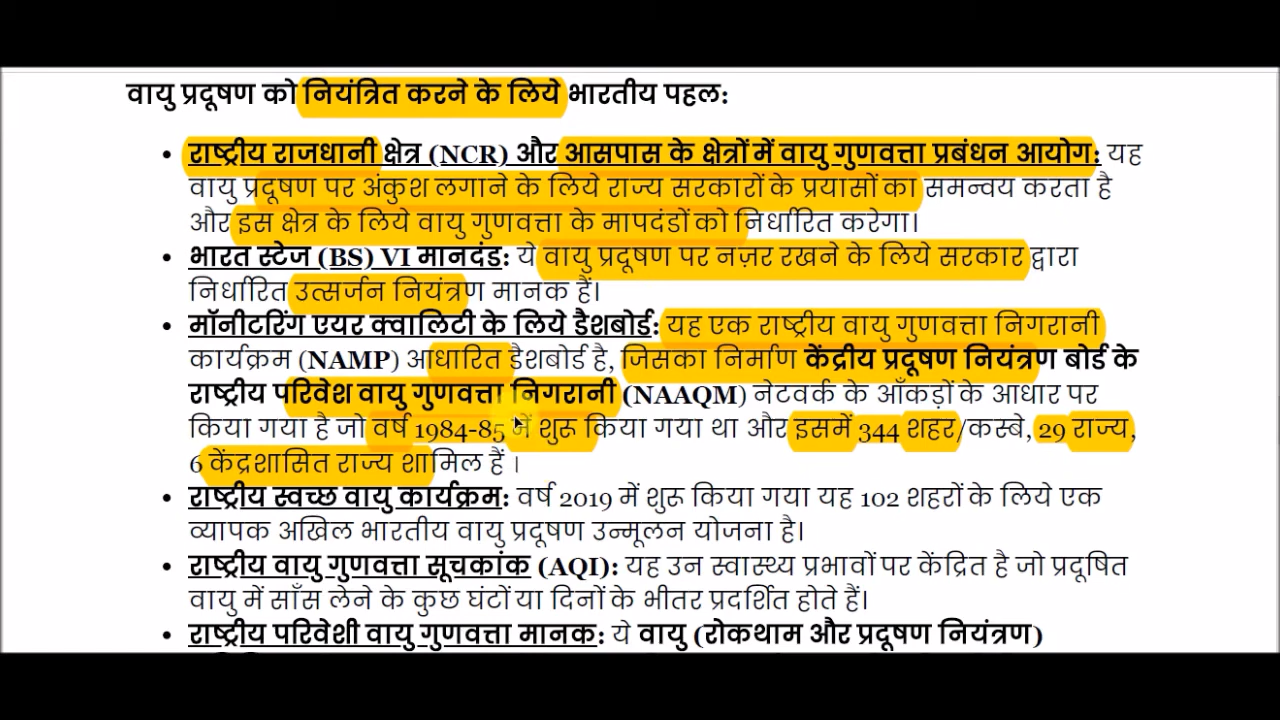 वायु प्रदूषण को नियंत्रित करने के लिये भारतीय पहल:
• राष्ट्रीय राजधानी क्षेत्र (NCR) और आसपास के क्षेत्रों में वायु गुणवत्ता प्रबंधन आयोग: यह
वायु प्रदूषण पर अंकुश लगाने के लिये राज्य सरकारों के प्रयासों का समन्वय करता है
और इस क्षेत्र के लिये वायु गुणवत्ता के मापदंडों को निर्धारित करेगा।
• भारत स्टेज (BS) VI मानदंड: ये वायु प्रदूषण पर नज़र रखने के लिये सरकार द्वारा
निर्धारित उत्सर्जन नियंत्रण मानक हैं।
• मॉनीटरिंग एयर क्वालिटी के लिये डैशबोर्ड: यह एक राष्ट्रीय वायु गुणवत्ता निगरानी
कार्यक्रम (NAMP) आधारित डैशबोर्ड है, जिसका निर्माण केंद्रीय प्रदूषण नियंत्रण बोर्ड के
राष्ट्रीय परिवेश वायु गुणवत्ता निगरानी (NAAQM) नेटवर्क के आँकड़ों के आधार पर
किया गया है जो वर्ष 1984-85 में शुरू किया गया था और इसमें 344 शहर/कस्बे, 29 राज्य,
6 केंद्रशासित राज्य शामिल हैं ।
• राष्ट्रीय स्वच्छ वायु कार्यक्रम: वर्ष 2019 में शुरू किया गया यह 102 शहरों के लिये एक
व्यापक अखिल भारतीय वायु प्रदूषण उन्मूलन योजना है।
• राष्ट्रीय वायु गुणवत्ता सूचकांक (AQI): यह उन स्वास्थ्य प्रभावों पर केंद्रित है जो प्रदूषित
वायु में साँस लेने के कुछ घंटों या दिनों के भीतर प्रदर्शित होते हैं।
• राष्ट्रीय परिवेशी वायु गुणवत्ता मानक: ये वायु (रोकथाम और प्रदूषण नियंत्रण)